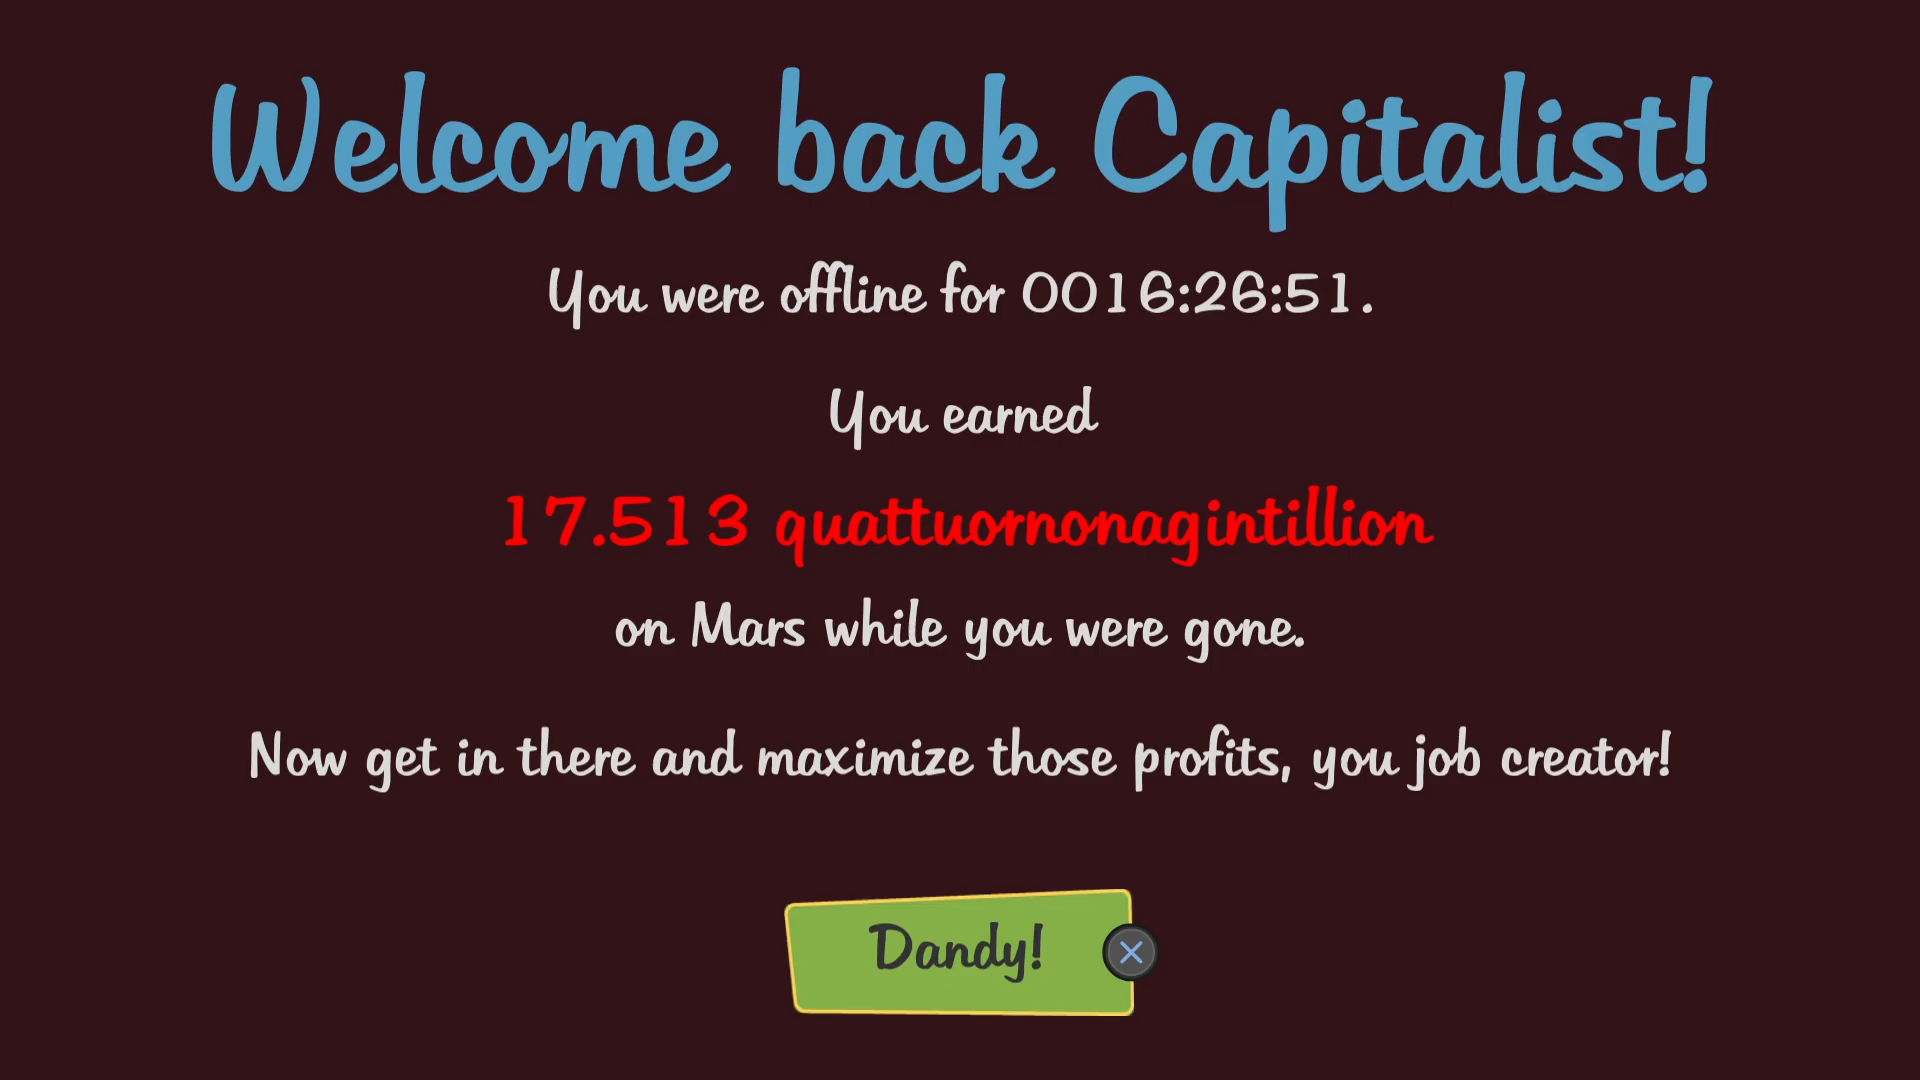 Welcome back Capitalist!
You were offline for 0016:26:51.
You earned
17.513 quattuornonagintillion
on Mars while you were gone.
Now get in there and maximize those profits, you job creator!
Dandy!